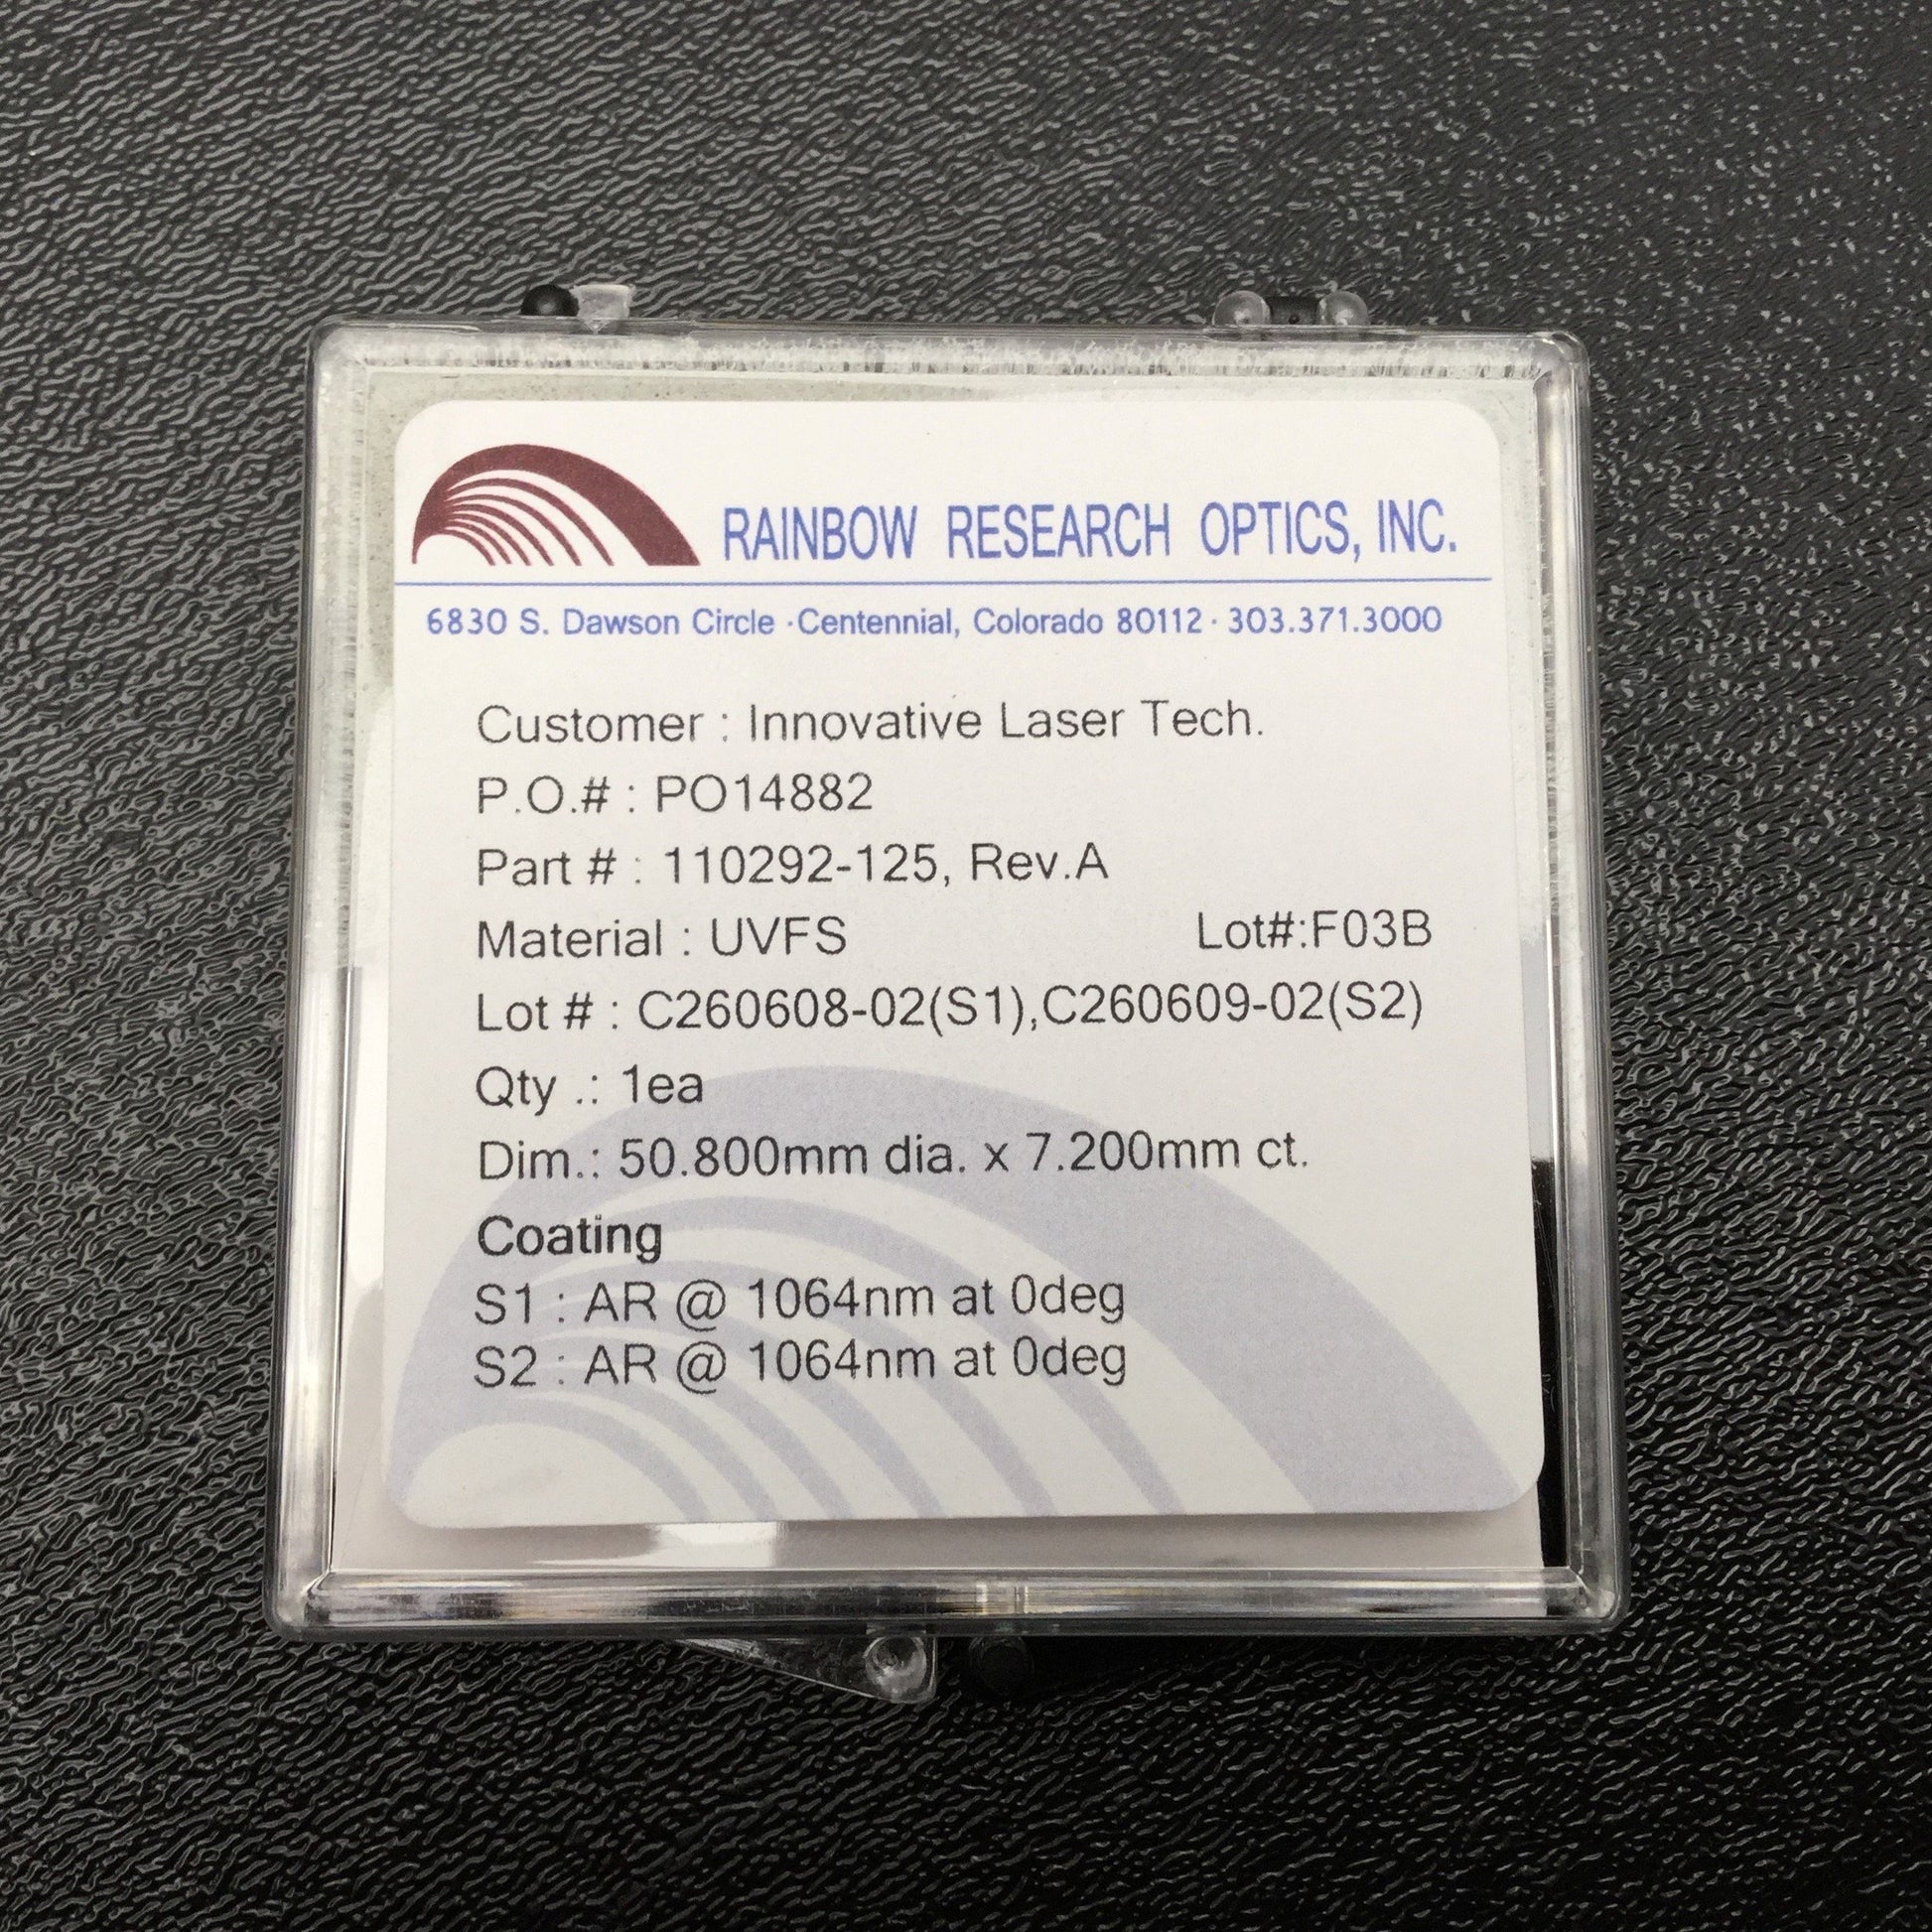 RAINBOW RESEARCH OPTICS, INC.
6830 S. Dawson Circle ·Centennial, Colorado 80112 · 303.371.3000
Customer : Innovative Laser Tech.
P.O.# : PO14882
Part # : 110292-125, Rev.A
Material : UVFS Lot#:F03B
Lot # : C260608-02(S1),C260609-02(S2)
Qty .: 1ea
Dim.: 50.800mm dia. x 7.200mm ct.
Coating
S1 : AR @ 1064nm at 0deg
S2 : AR @ 1064nm at 0deg